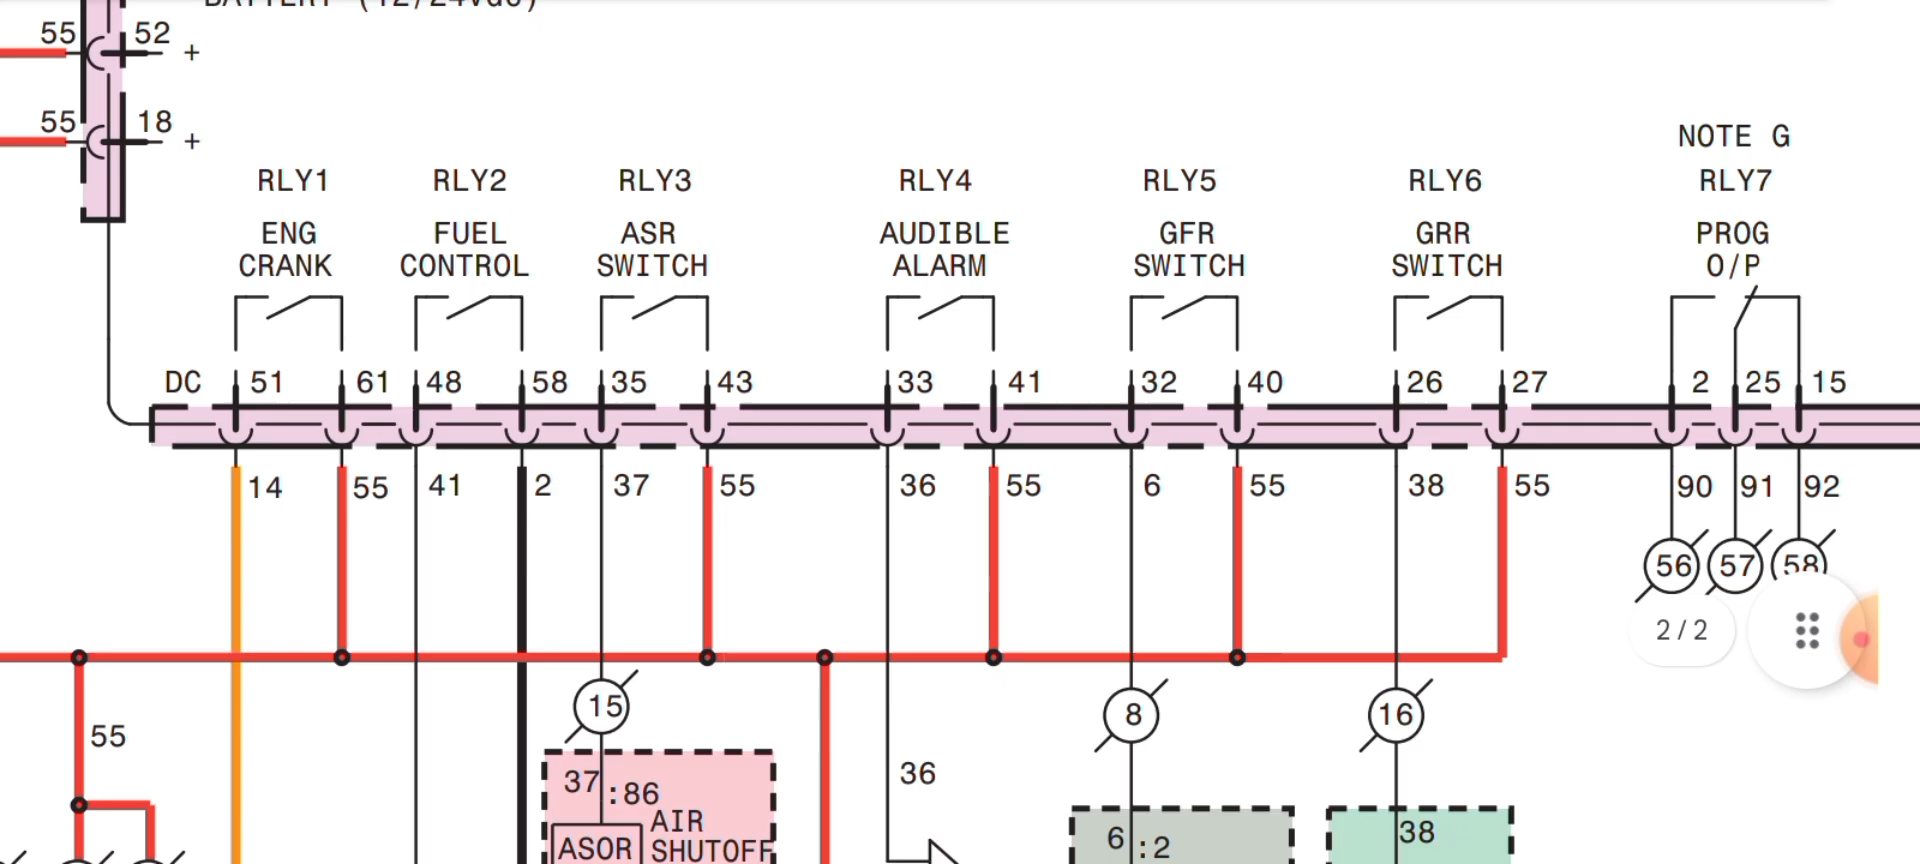 BATTERY (12/24Vdc)
55 52 +
55 18 +
NOTE G
RLY1 RLY2 RLY3 RLY4 RLY5 RLY6 RLY7
ENG FUEL ASR AUDIBLE GFR GRR PROG
CRANK CONTROL SWITCH ALARM SWITCH SWITCH O/P
DC 51 61 48 58 35 43 33 41 32 40 26 27 2 25 15
14 55 41 2 37 55 36 55 6 55 38 55 90 91 92
56 57 58
2/2
15 8 16
55
36
37 :86
AIR
ASOR SHUTOFF
6 :2
38